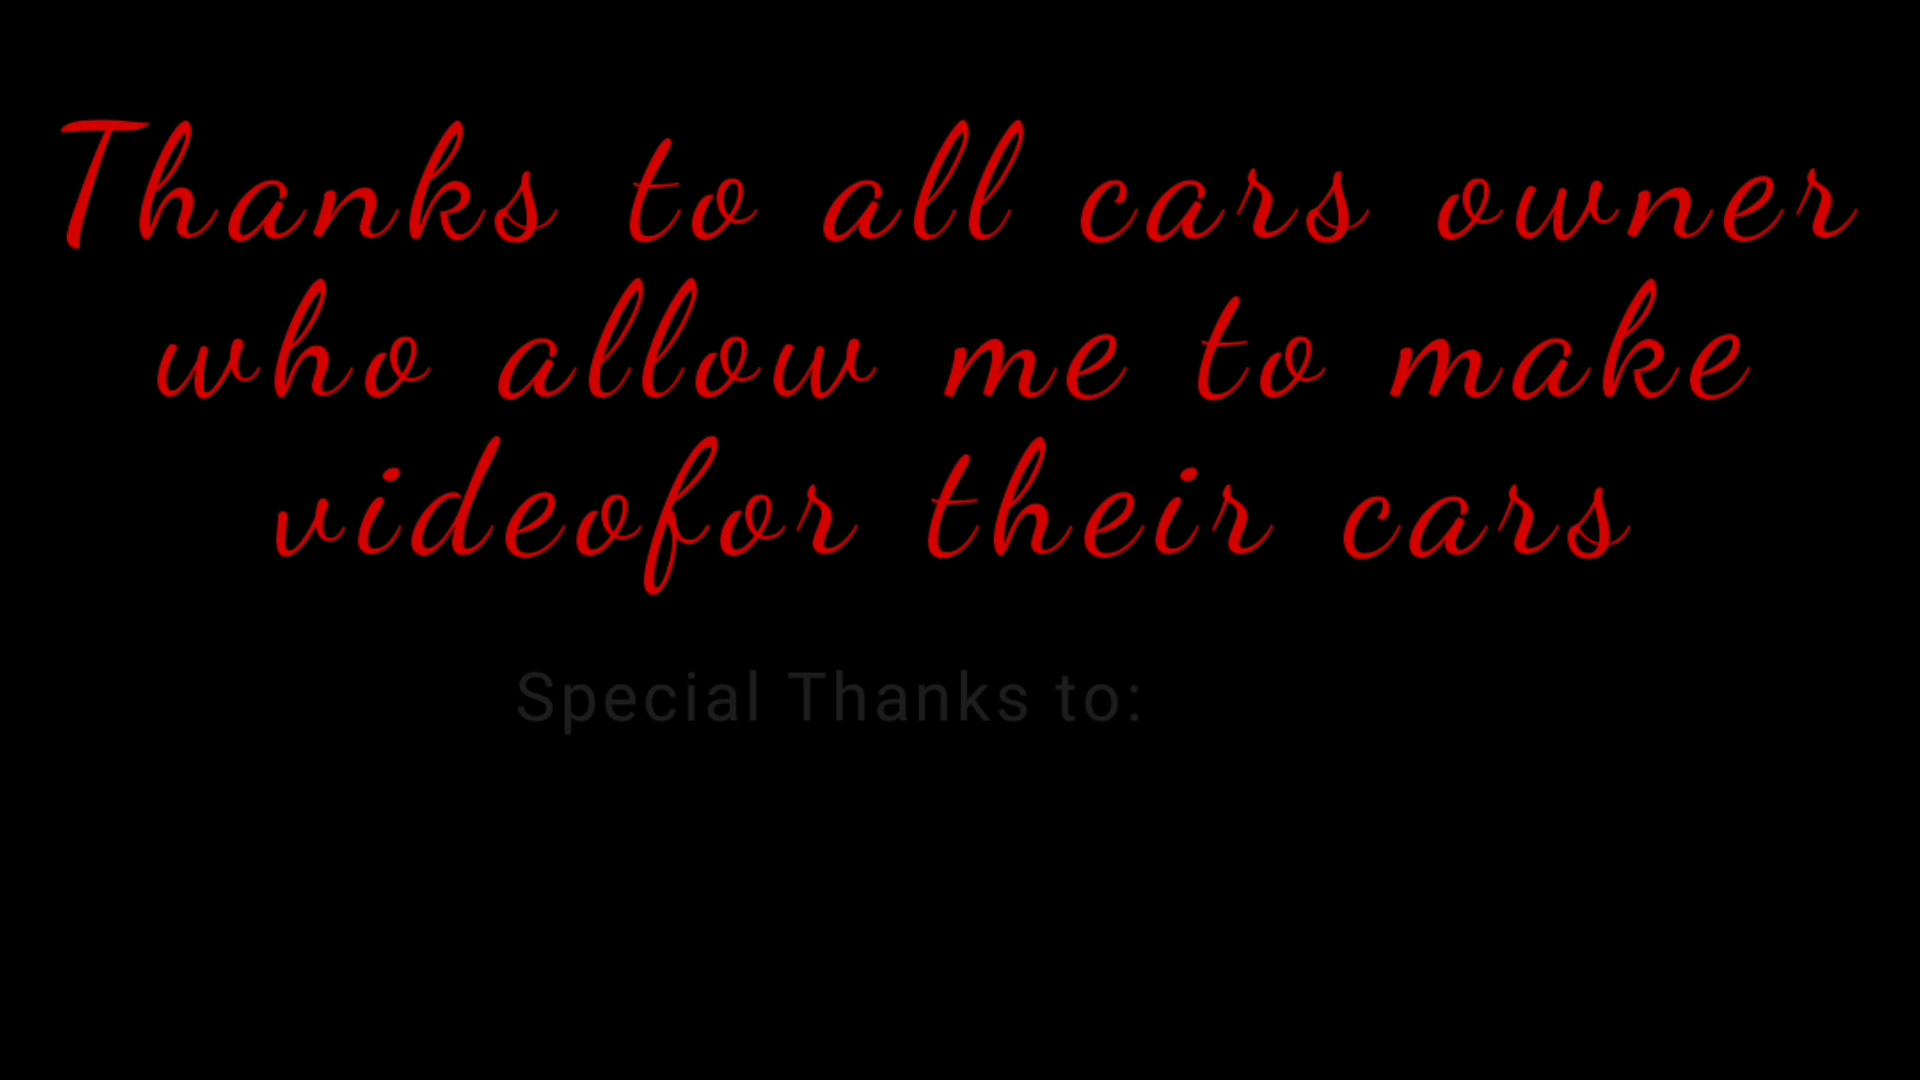 Thanks to all cars owner
who allow me to make
videofor their cars
Special Thanks to: